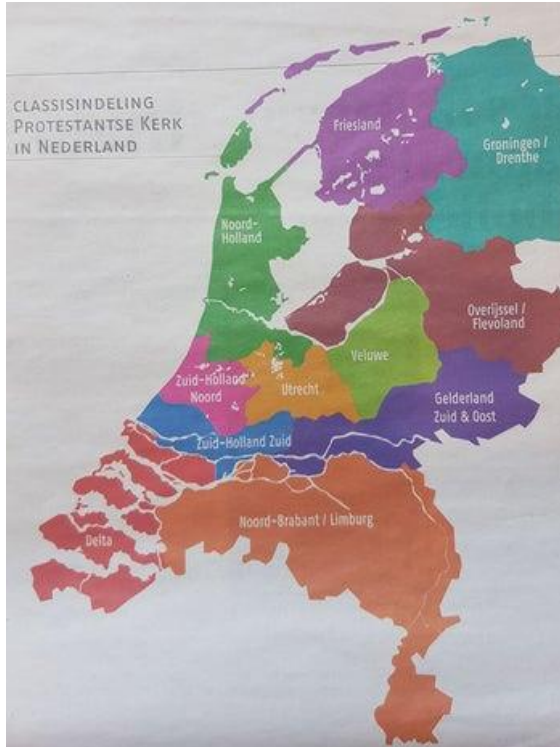 CLASSISINDELING
PROTESTANTSE KERK
IN NEDERLAND
Friesland
Groningen /
Drenthe
Noord-
Holland
Overijssel /
Flevoland
Veluwe
Zuid-Holland
Noord
Utrecht
Gelderland
Zuid & Oost
Zuid-Holland Zuid
Noord-Brabant / Limburg
Delta